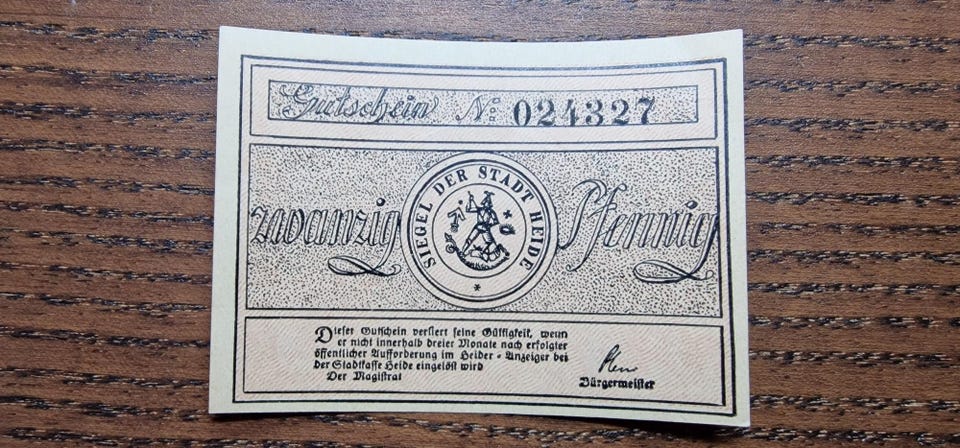 Gutschein No: 024327
zwanzig Pfennig
SIEGEL DER STADT HEIDE
Dieser Gutschein verliert seine Gültigkeit, wenn
er nicht innerhalb dreier Monate nach erfolgter
öffentlicher Aufforderung im Heider-Anzeiger bei
der Stadtkasse Heide eingelöst wird
Der Magistrat
Bürgermeister